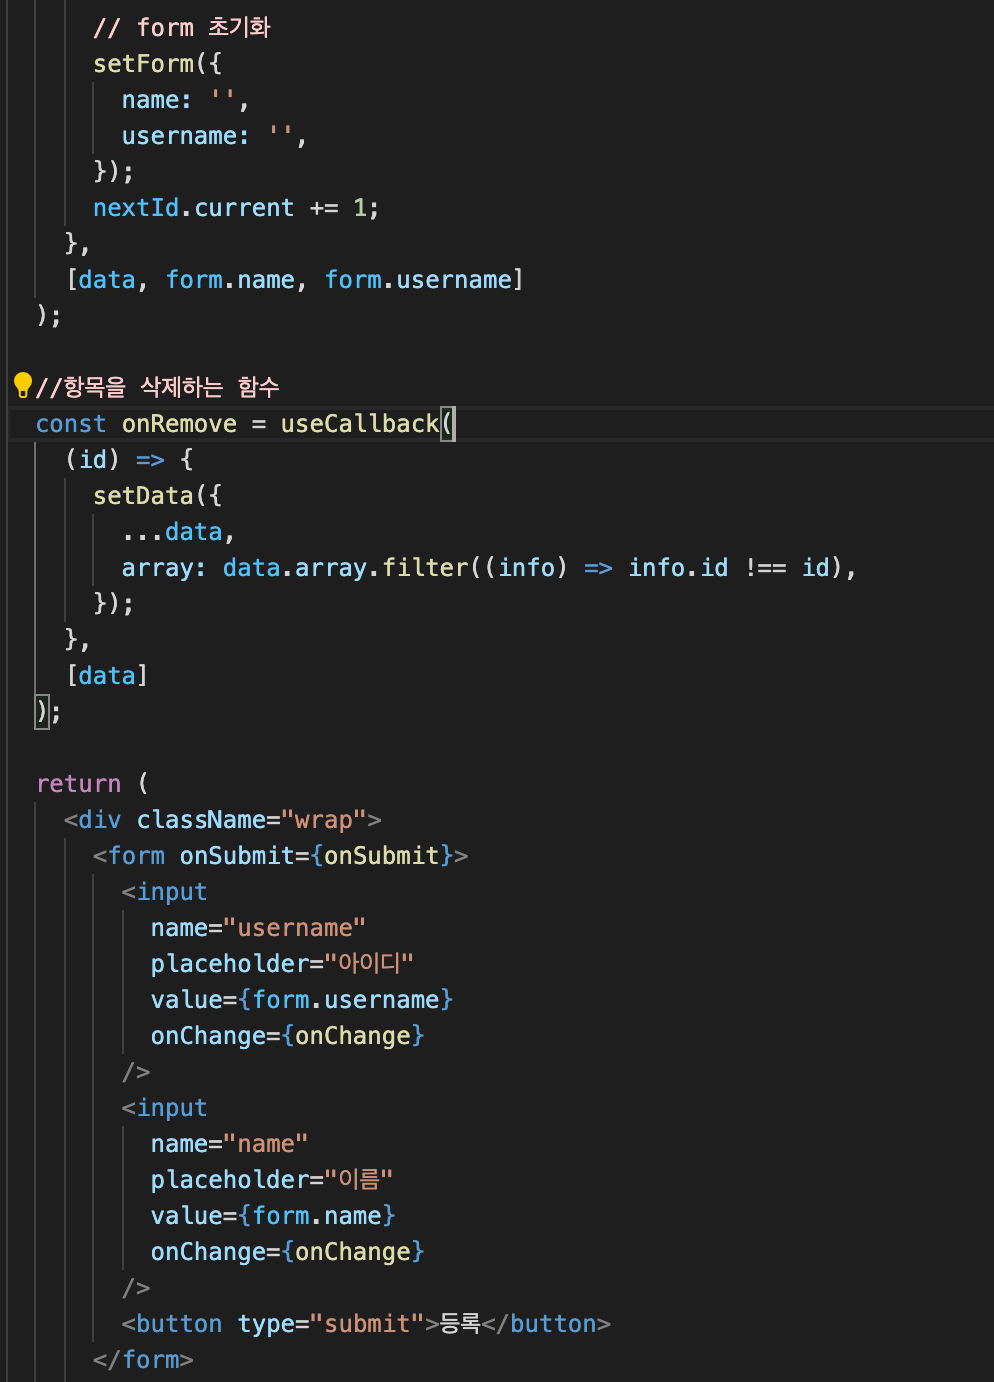 // form 초기화
setForm({
name: '',
username: '',
});
nextId.current += 1;
},
[data, form.name, form.username]
);
//항목을 삭제하는 함수
const onRemove = useCallback(
(id) => {
setData({
...data,
array: data.array.filter((info) => info.id !== id),
});
},
[data]
);
return (
<div className="wrap">
<form onSubmit={onSubmit}>
<input
name="username"
placeholder="아이디"
value={form.username}
onChange={onChange}
/>
<input
name="name"
placeholder="이름"
value={form.name}
onChange={onChange}
/>
<button type="submit">등록</button>
</form>